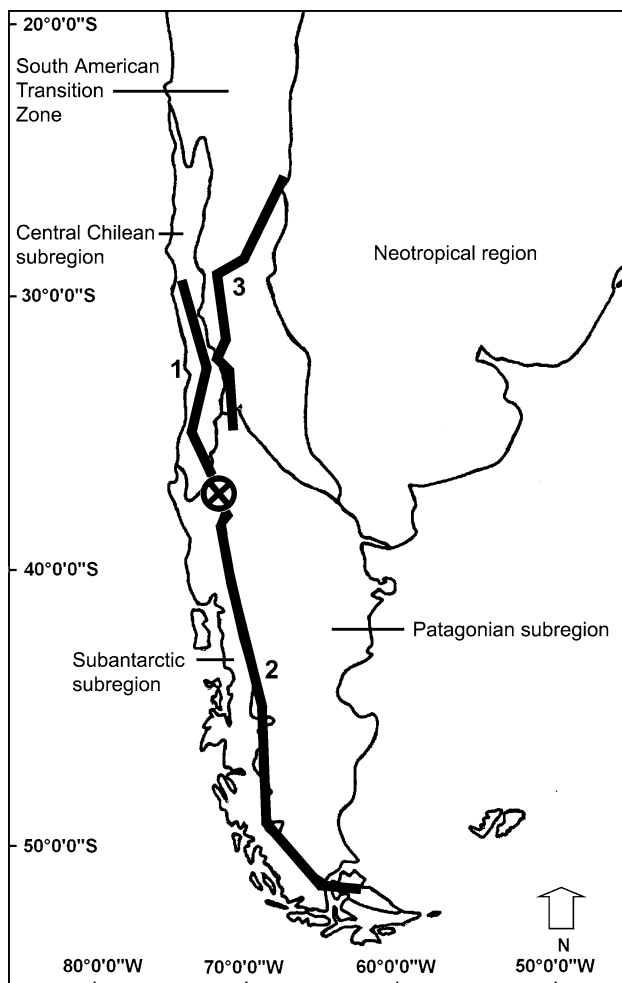 20°0'0"S
South American
Transition
Zone
Central Chilean
subregion
Neotropical region
3
30°0'0"S
1
40°0'0"S
Patagonian subregion
Subantarctic
subregion
2
50°0'0"S
N
80°0'0"W
70°0'0"W
60°0'0"W
50°0'0"W